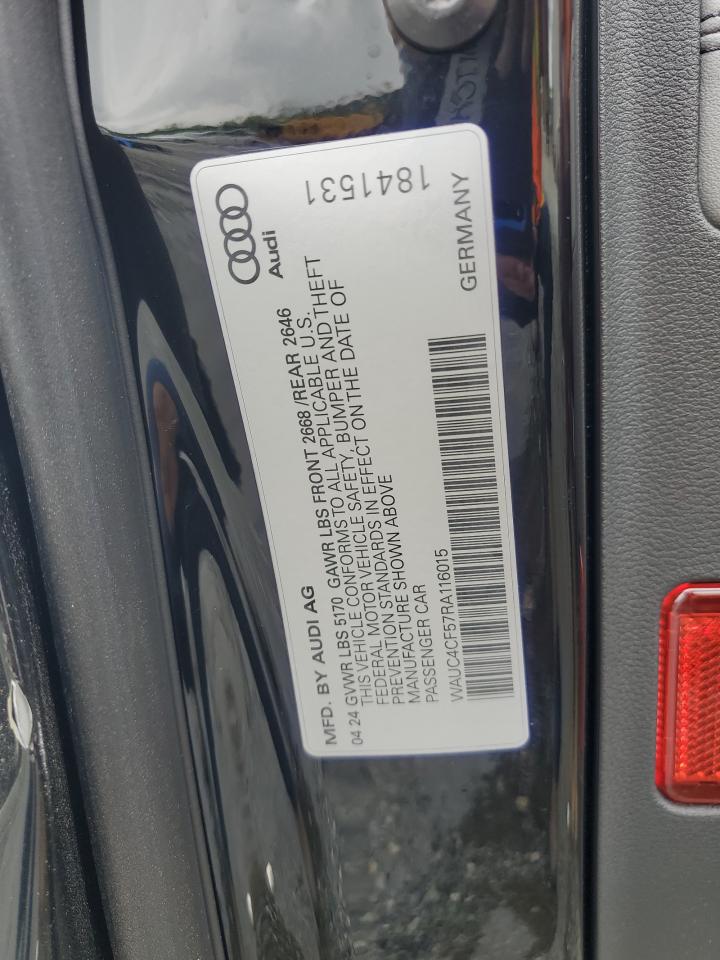 Audi
1841531
MFD. BY AUDI AG
04 24 GVWR LBS 5170 GAWR LBS FRONT 2668 /REAR 2646
THIS VEHICLE CONFORMS TO ALL APPLICABLE U.S.
FEDERAL MOTOR VEHICLE SAFETY, BUMPER AND THEFT
PREVENTION STANDARDS IN EFFECT ON THE DATE OF
MANUFACTURE SHOWN ABOVE
PASSENGER CAR
GERMANY
WAUC4CF57RA116015